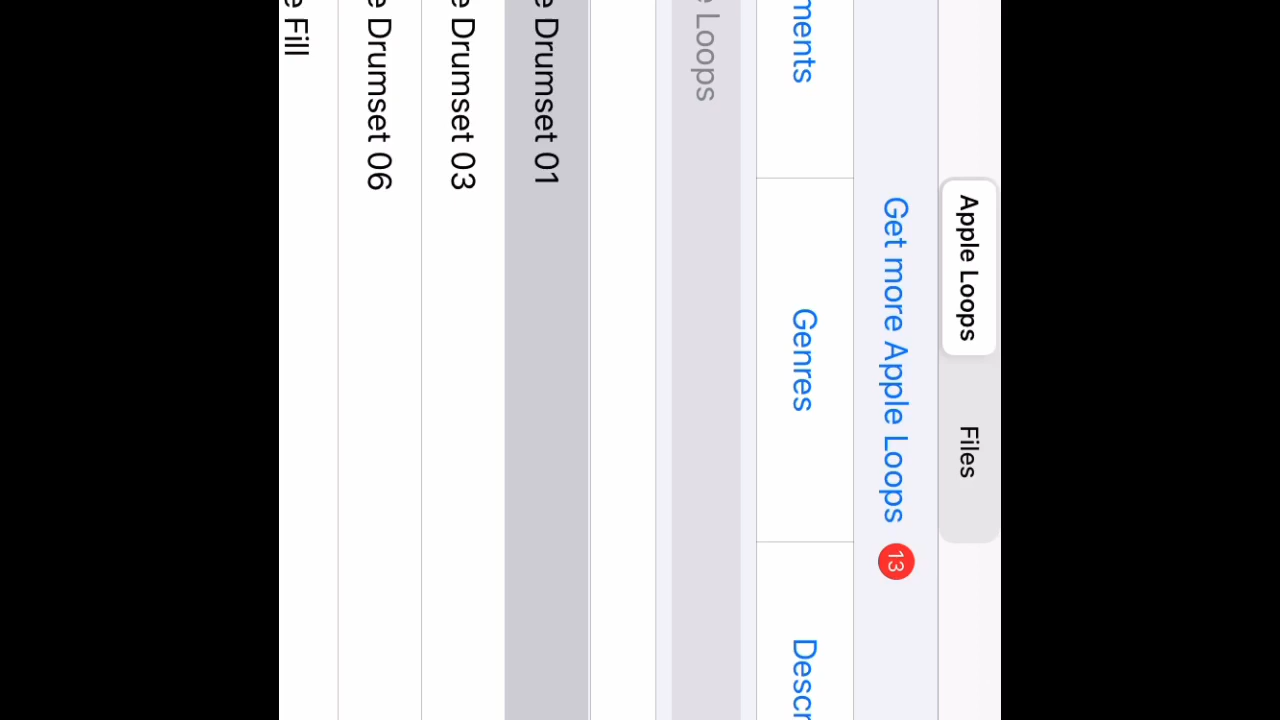 Apple Loops Files
Get more Apple Loops 13
ments Genres Descr
e Loops
e Drumset 01
e Drumset 03
e Drumset 06
e Fill